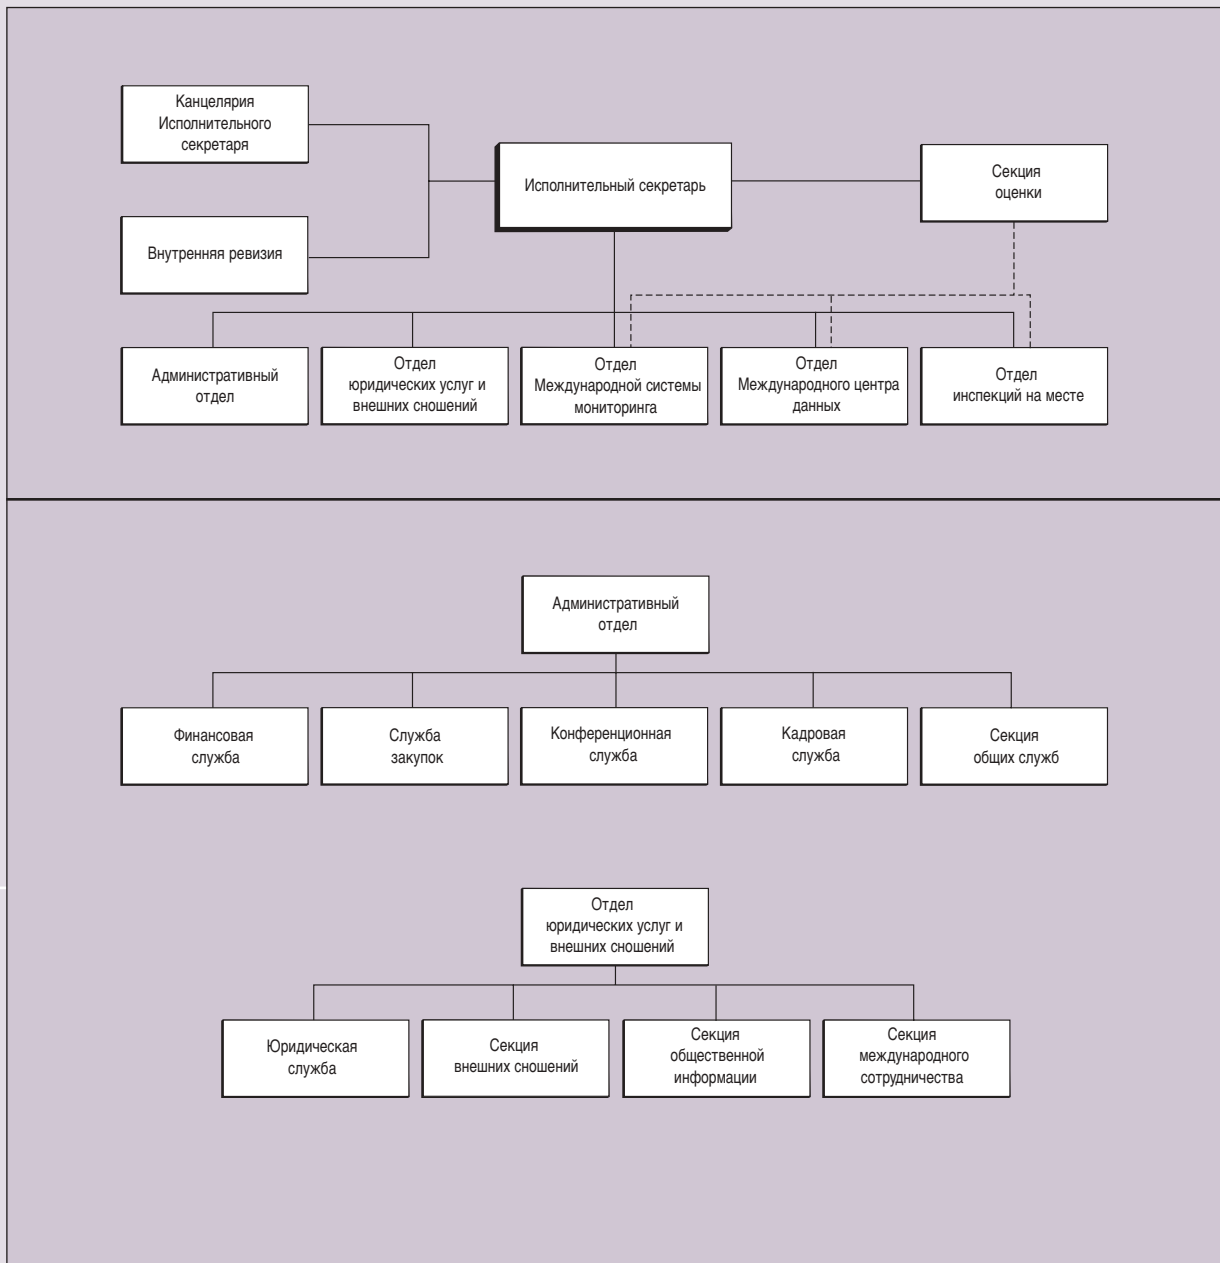 Канцелярия
Исполнительного
секретаря
Исполнительный секретарь
Секция
оценки
Внутренняя ревизия
Административный
отдел
Отдел
юридических услуг и
внешних сношений
Отдел
Международной системы
мониторинга
Отдел
Международного центра
данных
Отдел
инспекций на месте
Административный
отдел
Финансовая
служба
Служба
закупок
Конференционная
служба
Кадровая
служба
Секция
общих служб
Отдел
юридических услуг и
внешних сношений
Юридическая
служба
Секция
внешних сношений
Секция
общественной
информации
Секция
международного
сотрудничества